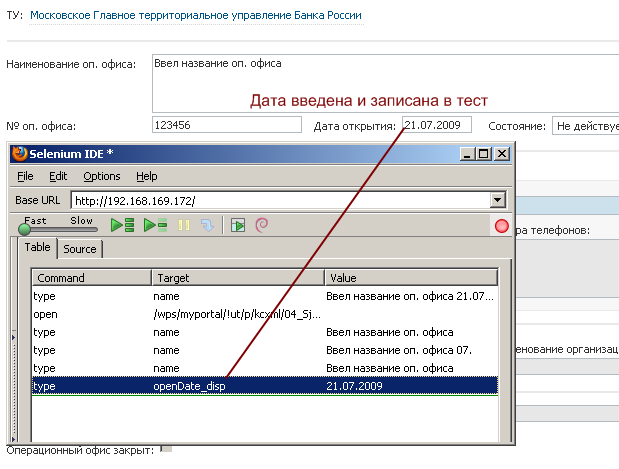 ТУ: Московское Главное территориальное управление Банка России
Наименование оп. офиса: Ввел название оп. офиса
Дата введена и записана в тест
№ оп. офиса: 123456 Дата открытия: 21.07.2009 Состояние: Не действуе
Selenium IDE *
File Edit Options Help
Base URL http://192.168.169.172/
Fast Slow
ра телефонов:
Table Source
Command Target Value
type name Ввел название оп. офиса 21.07...
open /wps/myportal/!ut/p/kcxml/04_Sj...
type name Ввел название оп. офиса
type name Ввел название оп. офиса 07.
енование организац
type name Ввел название оп. офиса
type openDate_disp 21.07.2009
Операционный офис закрыт: